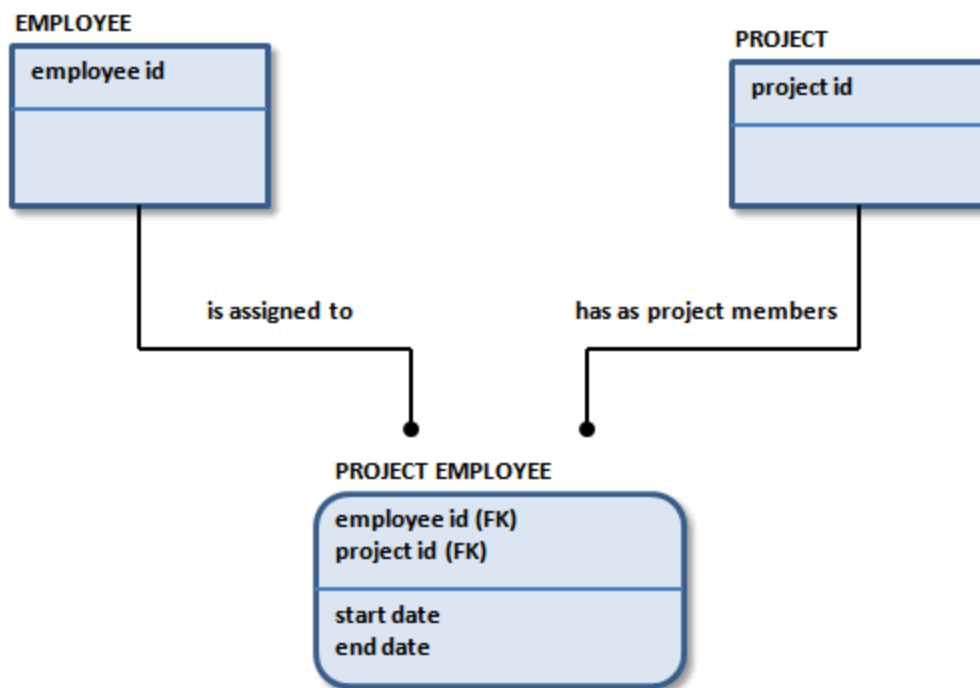 EMPLOYEE
employee id
PROJECT
project id
is assigned to
has as project members
PROJECT EMPLOYEE
employee id (FK)
project id (FK)
start date
end date